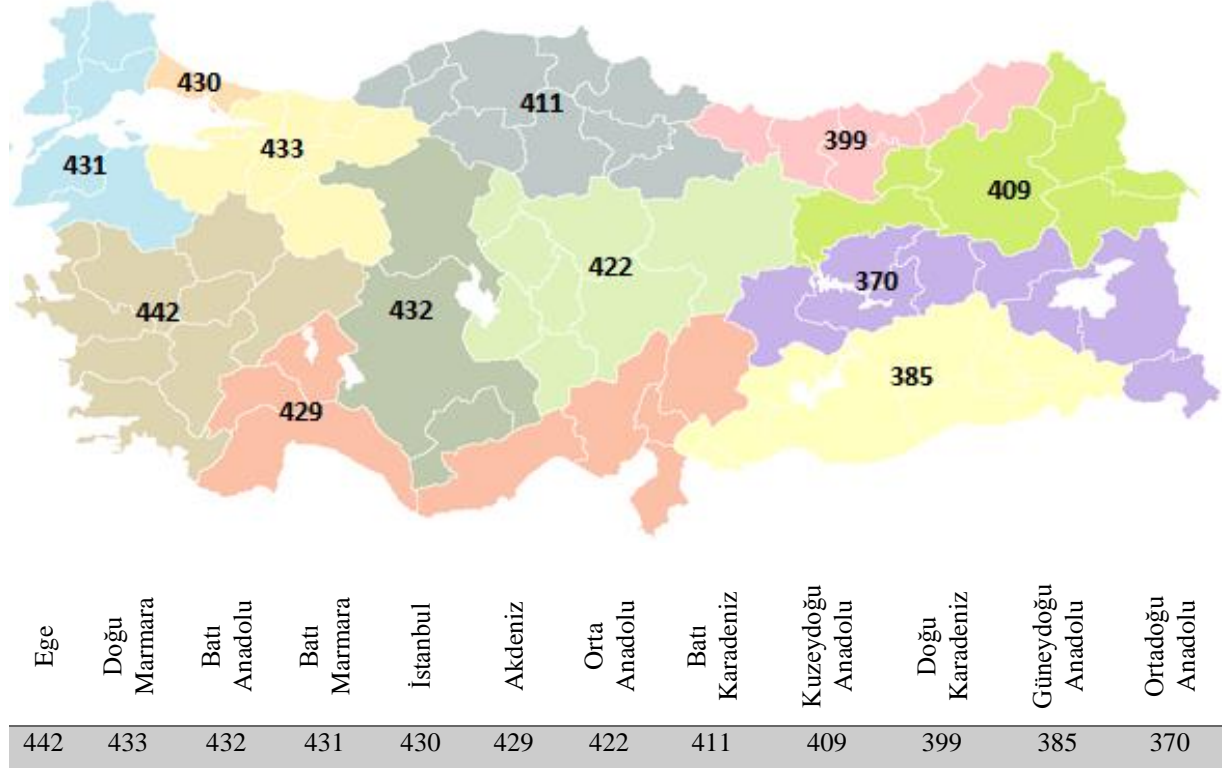 430
411
399
433
431
409
422
370
442
432
385
429
Ege
Doğu
Marmara
Batı
Anadolu
Batı
Marmara
İstanbul
Akdeniz
Orta
Anadolu
Batı
Karadeniz
Kuzeydoğu
Anadolu
Doğu
Karadeniz
Güneydoğu
Anadolu
Ortadoğu
Anadolu
442 433 432 431 430 429 422 411 409 399 385 370